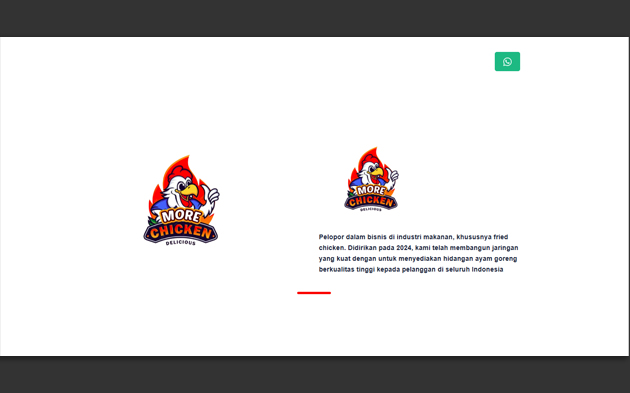 MORE
CHICKEN
DELICIOUS
MORE
CHICKEN
DELICIOUS
Pelopor dalam bisnis di industri makanan, khususnya fried
chicken. Didirikan pada 2024, kami telah membangun jaringan
yang kuat dengan untuk menyediakan hidangan ayam goreng
berkualitas tinggi kepada pelanggan di seluruh Indonesia